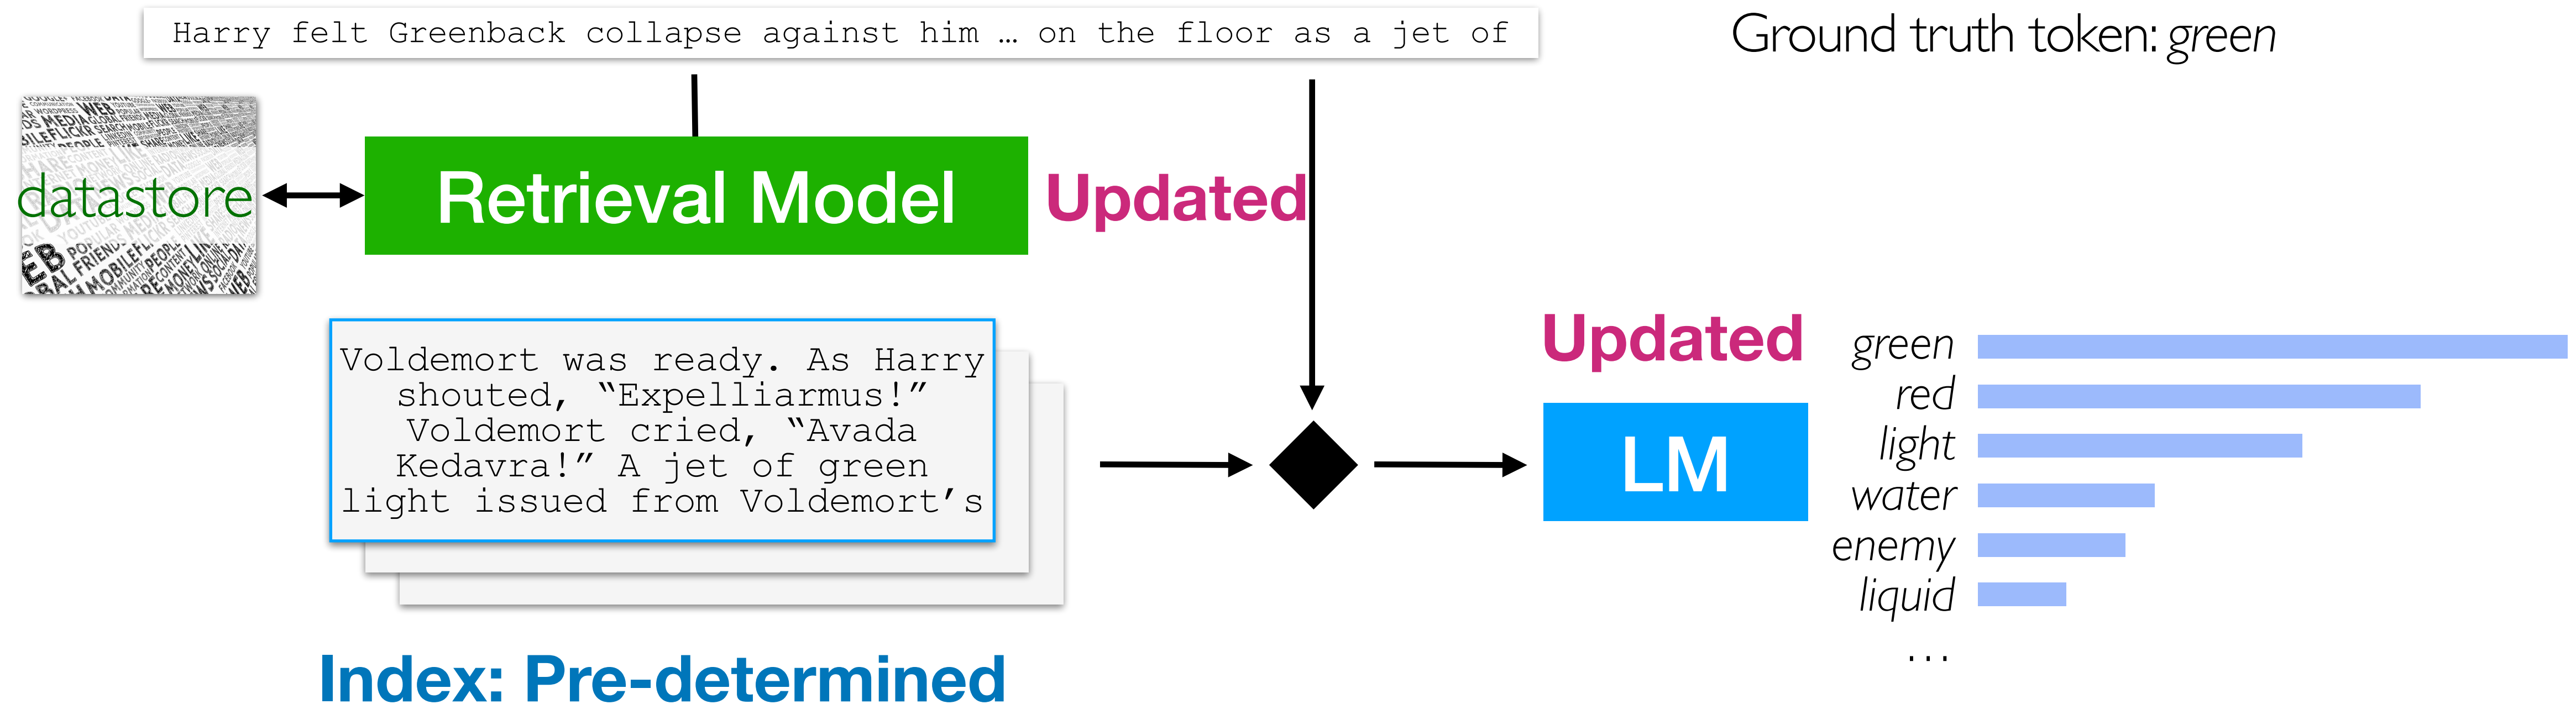 Harry felt Greenback collapse against him … on the floor as a jet of
Ground truth token: green
datastore
Retrieval Model
Updated
Voldemort was ready. As Harry
shouted, “Expelliarmus!”
Voldemort cried, “Avada
Kedavra!” A jet of green
light issued from Voldemort’s
Index: Pre-determined
Updated
LM
green
red
light
water
enemy
liquid
...